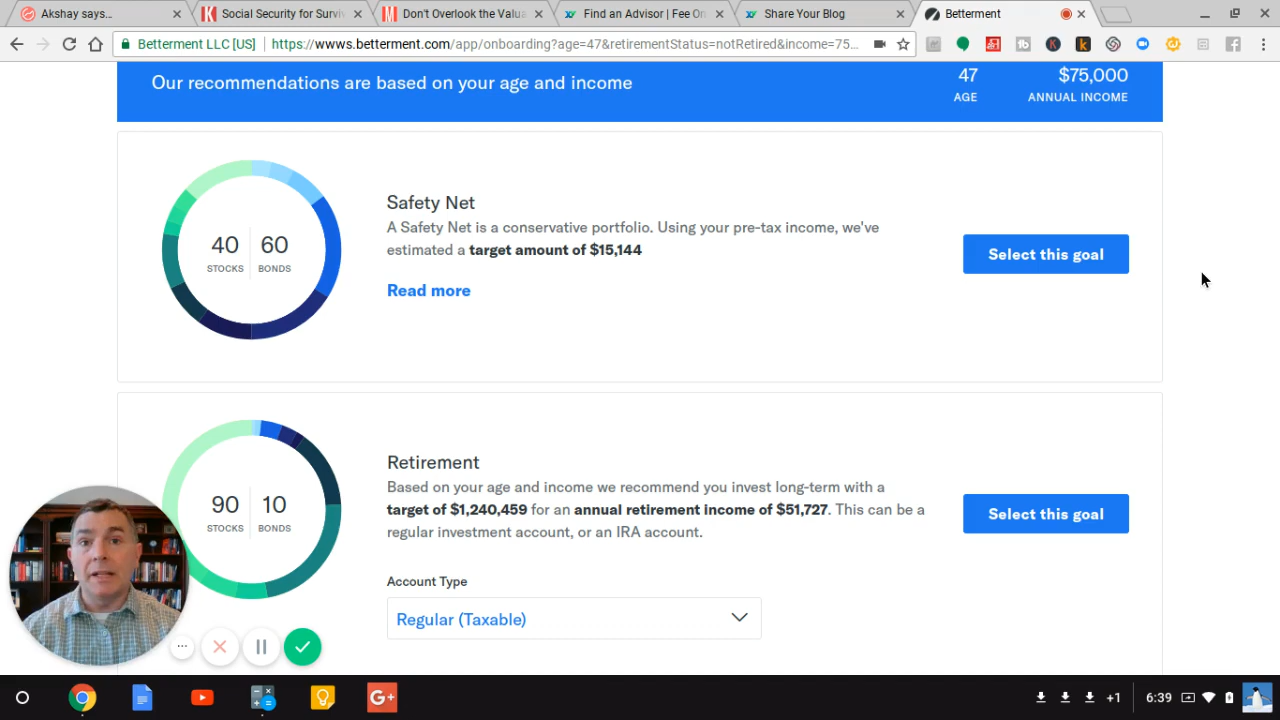 Akshay says...
Social Security for Surviv
Don't Overlook the Valua
Find an Advisor | Fee On
Share Your Blog
Betterment
Betterment LLC [US]
https://wwws.betterment.com/app/onboarding?age=47&retirementStatus=notRetired&income=75...
Our recommendations are based on your age and income
47
AGE
$75,000
ANNUAL INCOME
40
STOCKS
60
BONDS
Safety Net
A Safety Net is a conservative portfolio. Using your pre-tax income, we've
estimated a target amount of $15,144
Read more
Select this goal
90
STOCKS
10
BONDS
Retirement
Based on your age and income we recommend you invest long-term with a
target of $1,240,459 for an annual retirement income of $51,727. This can be a
regular investment account, or an IRA account.
Select this goal
Account Type
Regular (Taxable)
G+
+1
6:39